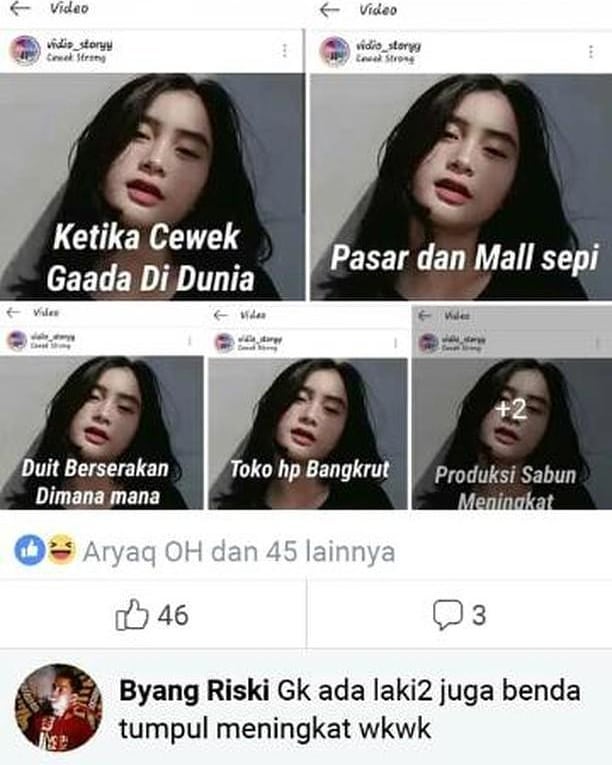 Video
vidio_storyy
Cewek Strong
Ketika Cewek
Gaada Di Dunia
Video
vidio_storyy
Cewek Strong
Pasar dan Mall sepi
Video
vidio_storyy
Cewek Strong
Duit Berserakan
Dimana mana
Video
vidio_storyy
Cewek Strong
Toko hp Bangkrut
Video
vidio_storyy
Cewek Strong
+2
Produksi Sabun
Meningkat
Aryaq OH dan 45 lainnya
46
3
Byang Riski Gk ada laki2 juga benda
tumpul meningkat wkwk